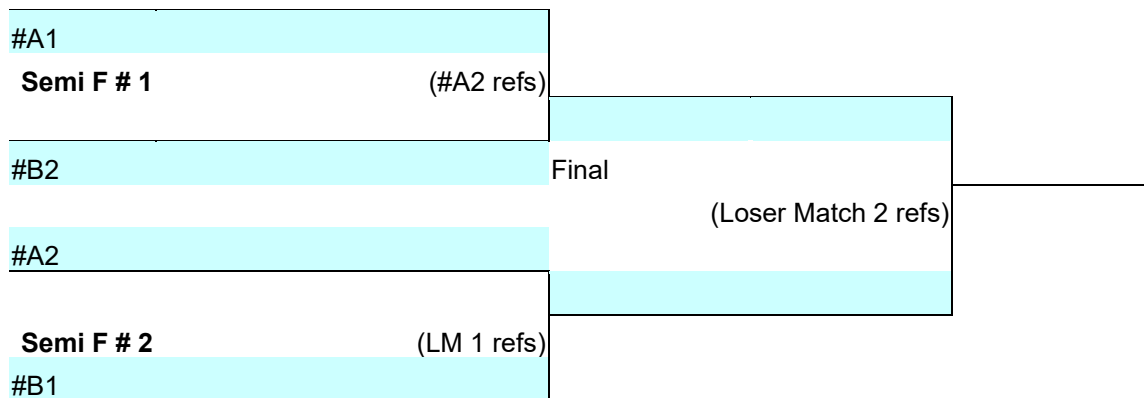 #A1
Semi F # 1 (#A2 refs)
#B2 Final
(Loser Match 2 refs)
#A2
Semi F # 2 (LM 1 refs)
#B1